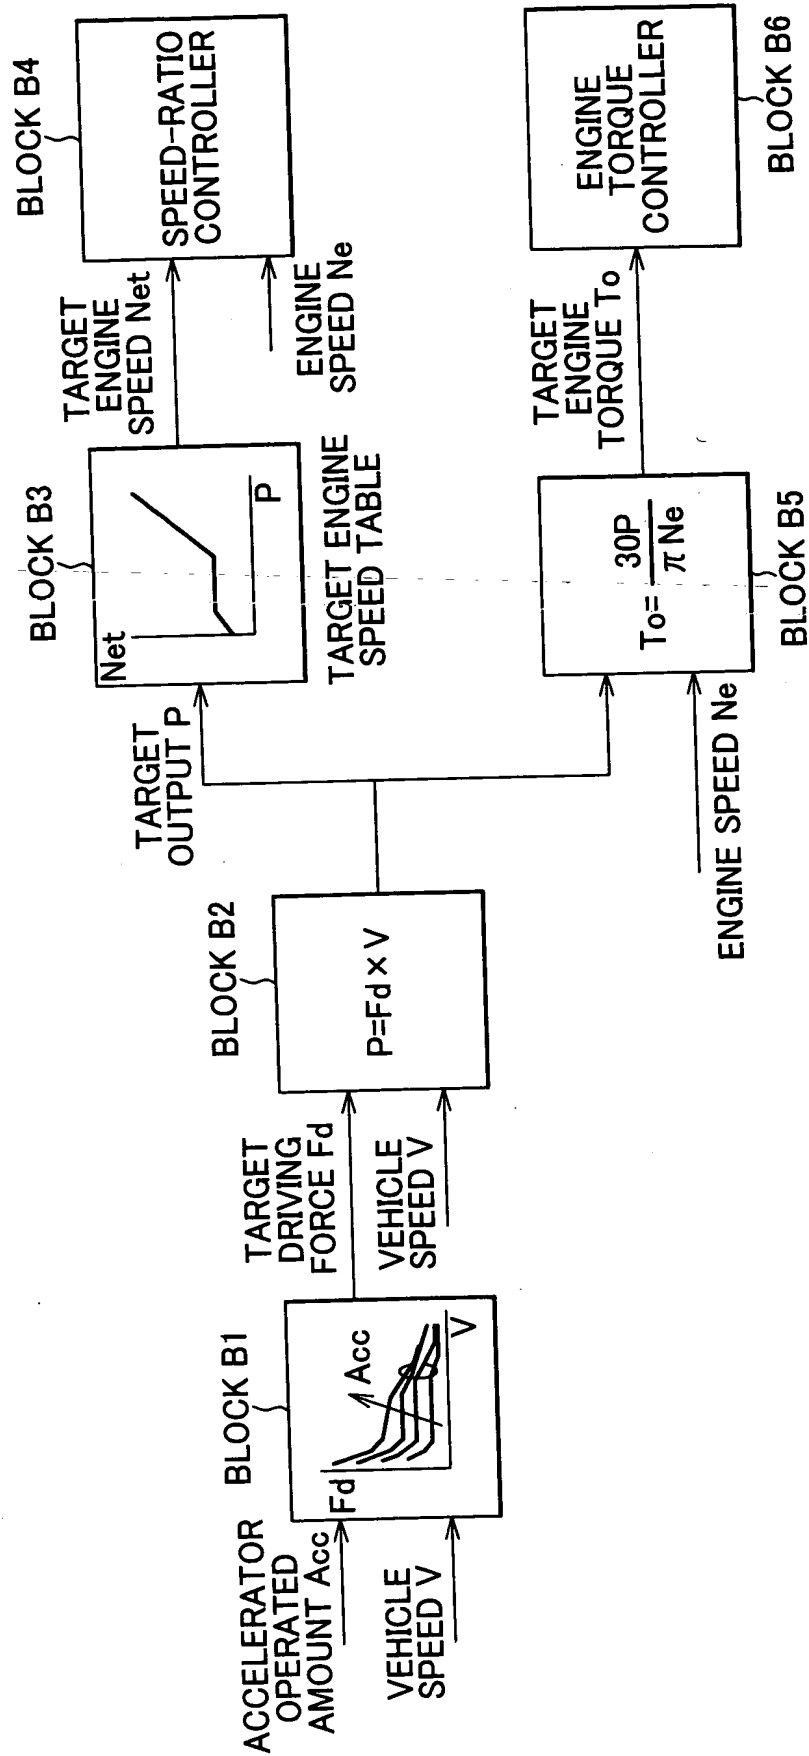 ACCELERATOR
OPERATED
AMOUNT Acc
VEHICLE
SPEED V
BLOCK B1
Fd
Acc
V
TARGET
DRIVING
FORCE Fd
VEHICLE
SPEED V
BLOCK B2
P=Fd×V
TARGET
OUTPUT P
BLOCK B3
Net
P
TARGET ENGINE
SPEED TABLE
TARGET
ENGINE
SPEED Net
ENGINE
SPEED Ne
BLOCK B4
SPEED-RATIO
CONTROLLER
ENGINE SPEED Ne
To= 30P
π Ne
BLOCK B5
TARGET
ENGINE
TORQUE To
ENGINE
TORQUE
CONTROLLER
BLOCK B6